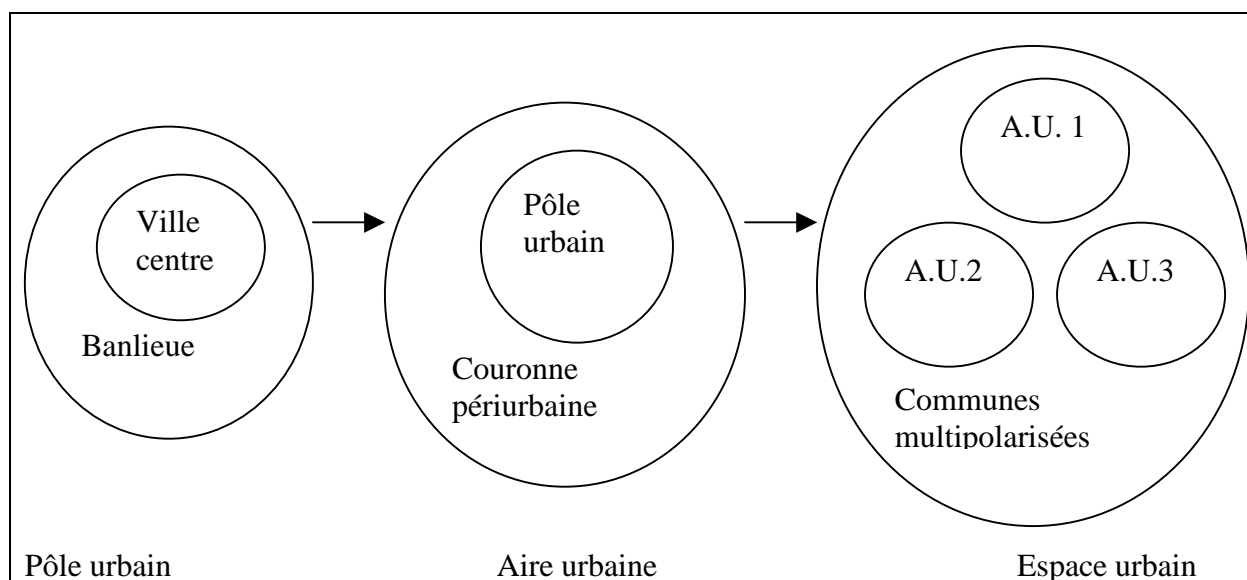 Ville
centre
Banlieue
Pôle
urbain
Couronne
périurbaine
A.U. 1
A.U.2
A.U.3
Communes
multipolarisées
Pôle urbain
Aire urbaine
Espace urbain